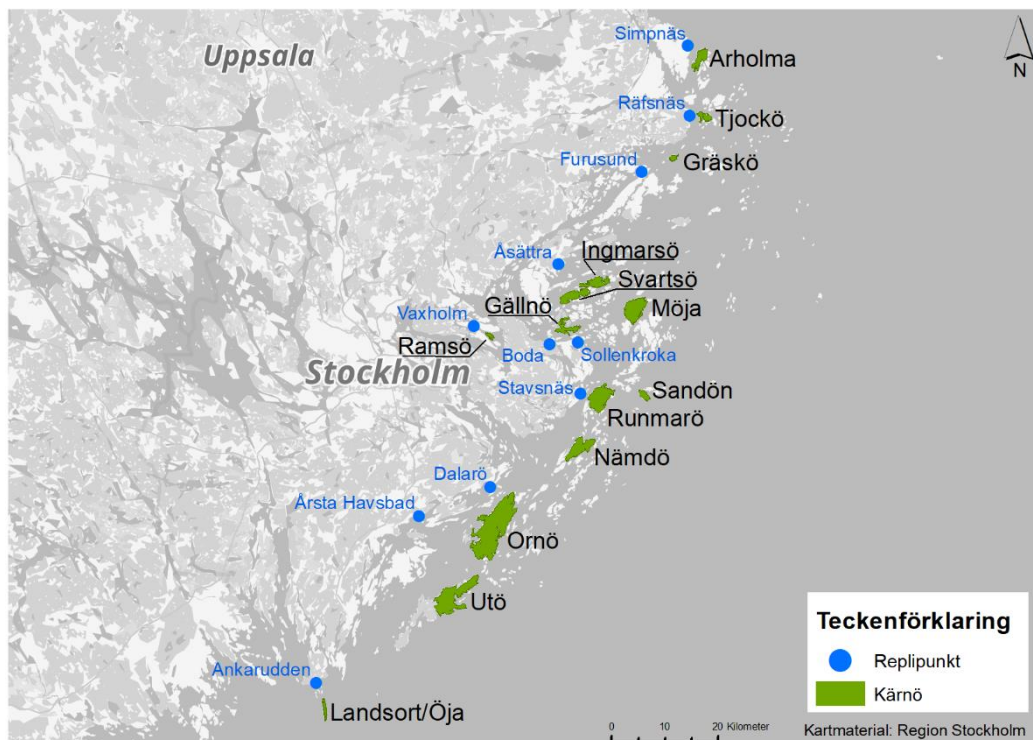 Simpnäs
Uppsala
Arholma
N
Räfsnäs
Tjockö
Furusund
Gräskö
Åsättra
Ingmarsö
Svartsö
Gällnö
Möja
Vaxholm
Ramsö
Boda
Sollenkroka
Stockholm
Stavsnäs
Sandön
Runmarö
Nämdö
Dalarö
Årsta Havsbad
Ornö
Utö
Teckenförklaring
Replipunkt
Kärnö
Ankarudden
Landsort/Öja
0 5 10 20 Kilometer
Kartmaterial: Region Stockholm